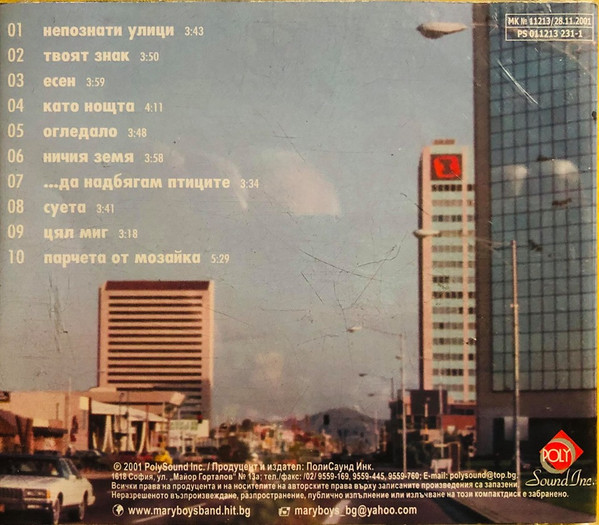 МК № 11213/28.11.2001
PS 011213 231-1
01 непознати улици 3:43
02 твоят знак 3:50
03 есен 3:59
04 като нощта 4:11
05 огледало 3:48
06 ничия земя 3:58
07 ...да надбягам птиците 3:34
08 суета 3:41
09 цял миг 3:18
10 парчета от мозайка 5:29
POLY
Sound Inc.
© 2001 PolySound Inc. / Продуцент и издател: ПолиСаунд Инк.
1618 София, ул. „Майор Горталов" № 13а; тел./факс: /02/ 9559-169, 9559-445, 9559-760; E-mail: polysound@top.bg.
Всички права на продуцента и на носителите на авторските права върху записаните произведения са запазени.
Неразрешеното възпроизвеждане, разпространение, публично изпълнение или излъчване на този компактдиск е забранено.
www.maryboysband.hit.bg maryboys_bg@yahoo.com